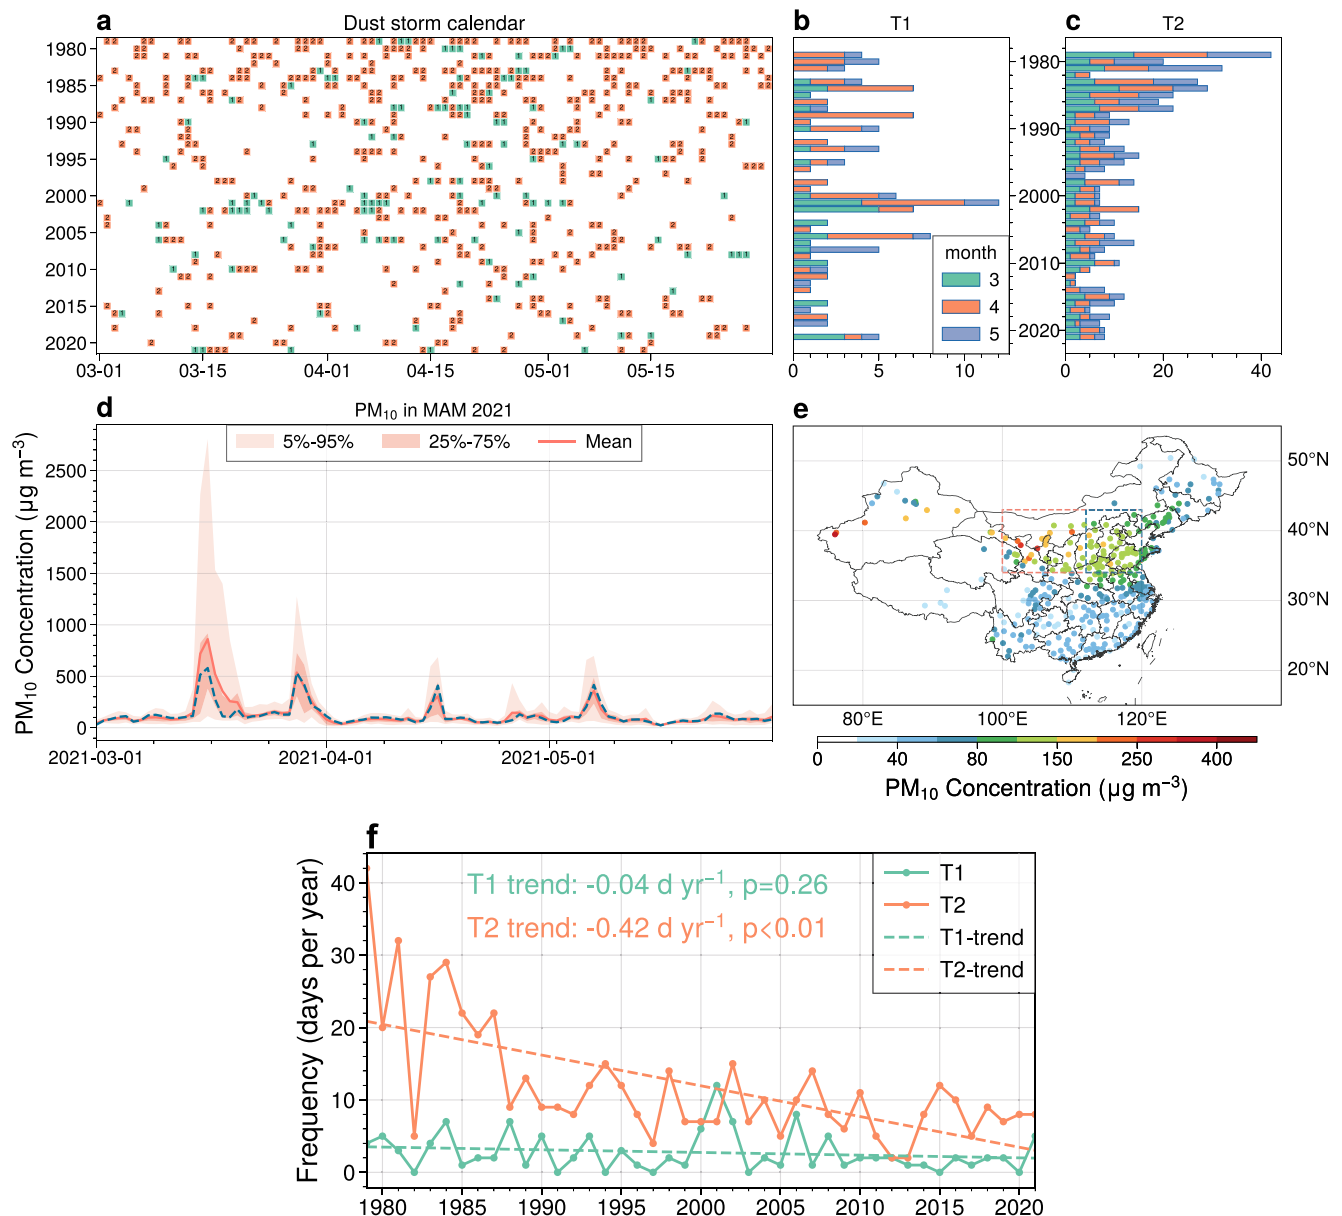 a
Dust storm calendar
1980
1985
1990
1995
2000
2005
2010
2015
2020
03-01
03-15
04-01
04-15
05-01
05-15
b
T1
0
5
10
month
3
4
5
c
T2
1980
1990
2000
2010
2020
0
20
40
d
PM₁₀ in MAM 2021
5%-95%
25%-75%
Mean
PM₁₀ Concentration (µg m⁻³)
2500
2000
1500
1000
500
0
2021-03-01
2021-04-01
2021-05-01
e
50°N
40°N
30°N
20°N
80°E
100°E
120°E
0
40
80
150
250
400
PM₁₀ Concentration (µg m⁻³)
f
T1 trend: -0.04 d yr⁻¹, p=0.26
T2 trend: -0.42 d yr⁻¹, p<0.01
T1
T2
T1-trend
T2-trend
Frequency (days per year)
40
30
20
10
0
1980
1985
1990
1995
2000
2005
2010
2015
2020